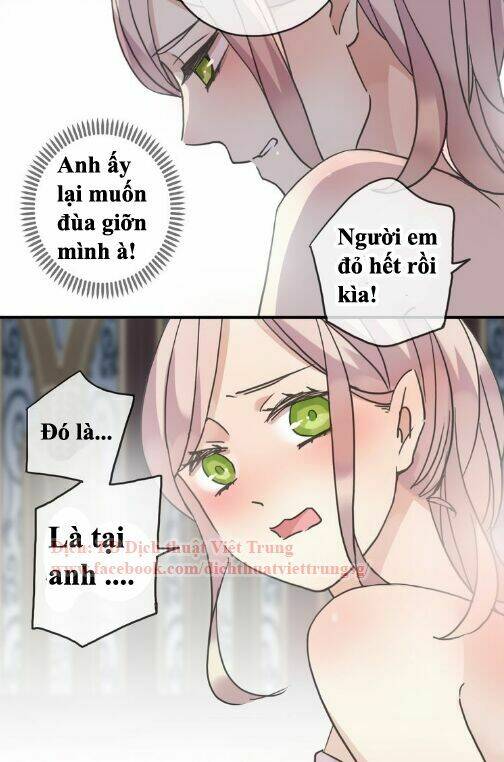 Anh ấy
lại muốn
đùa giỡn
mình à!
Người em
đỏ hết rồi
kìa!
Đó là...
Là tại
anh ....
Dịch: Dịch thuật Việt Trung
www.facebook.com/dichthuatviettrung